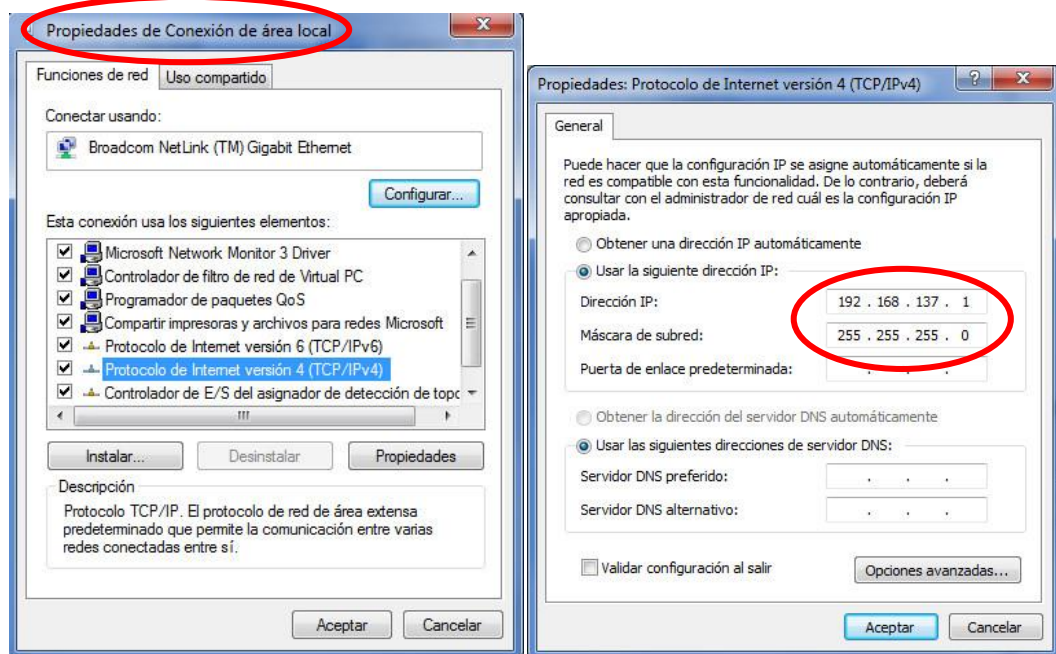 Propiedades de Conexión de área local
Funciones de red
Uso compartido
Conectar usando:
Broadcom NetLink (TM) Gigabit Ethernet
Configurar...
Esta conexión usa los siguientes elementos:
Microsoft Network Monitor 3 Driver
Controlador de filtro de red de Virtual PC
Programador de paquetes QoS
Compartir impresoras y archivos para redes Microsoft
Protocolo de Internet versión 6 (TCP/IPv6)
Protocolo de Internet versión 4 (TCP/IPv4)
Controlador de E/S del asignador de detección de topc
Instalar...
Desinstalar
Propiedades
Descripción
Protocolo TCP/IP. El protocolo de red de área extensa
predeterminado que permite la comunicación entre varias
redes conectadas entre sí.
Aceptar
Cancelar
Propiedades: Protocolo de Internet versión 4 (TCP/IPv4)
General
Puede hacer que la configuración IP se asigne automáticamente si la
red es compatible con esta funcionalidad. De lo contrario, deberá
consultar con el administrador de red cuál es la configuración IP
apropiada.
Obtener una dirección IP automáticamente
Usar la siguiente dirección IP:
Dirección IP: 192 . 168 . 137 . 1
Máscara de subred: 255 . 255 . 255 . 0
Puerta de enlace predeterminada: . . .
Obtener la dirección del servidor DNS automáticamente
Usar las siguientes direcciones de servidor DNS:
Servidor DNS preferido: . . .
Servidor DNS alternativo: . . .
Validar configuración al salir
Opciones avanzadas...
Aceptar
Cancelar